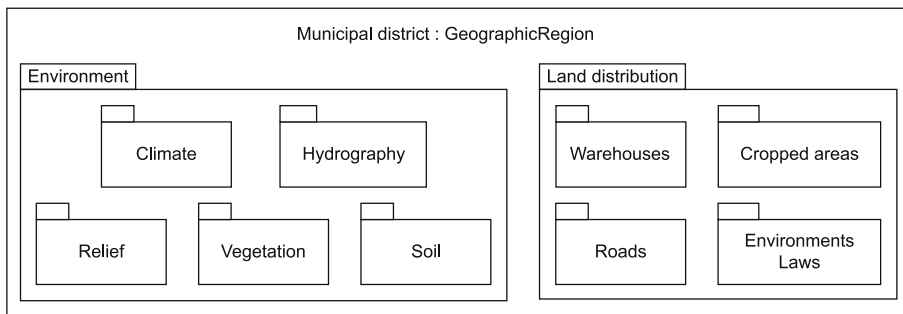 Municipal district : GeographicRegion
Environment
Land distribution
Climate
Hydrography
Warehouses
Cropped areas
Relief
Vegetation
Soil
Roads
Environments
Laws